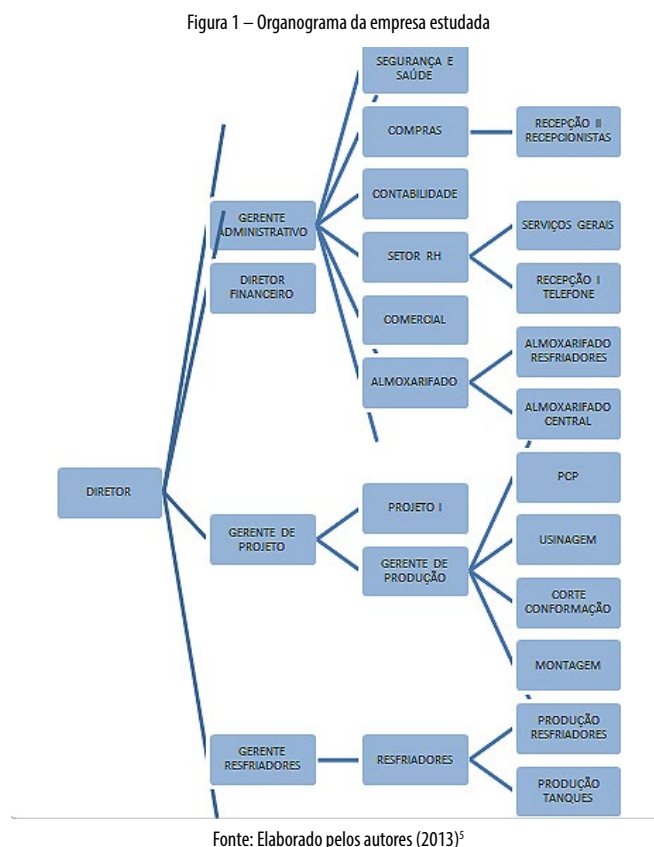 Figura 1 – Organograma da empresa estudada
SEGURANÇA E
SAÚDE
COMPRAS
RECEPÇÃO II
RECEPCIONISTAS
CONTABILIDADE
GERENTE
ADMINISTRATIVO
SERVIÇOS GERAIS
SETOR RH
DIRETOR
FINANCEIRO
RECEPÇÃO I
TELEFONE
COMERCIAL
ALMOXARIFADO
RESFRIADORES
ALMOXARIFADO
ALMOXARIFADO
CENTRAL
DIRETOR
PCP
PROJETO I
GERENTE DE
PROJETO
USINAGEM
GERENTE DE
PRODUÇÃO
CORTE
CONFORMAÇÃO
MONTAGEM
PRODUÇÃO
RESFRIADORES
GERENTE
RESFRIADORES
RESFRIADORES
PRODUÇÃO
TANQUES
Fonte: Elaborado pelos autores (2013)⁵